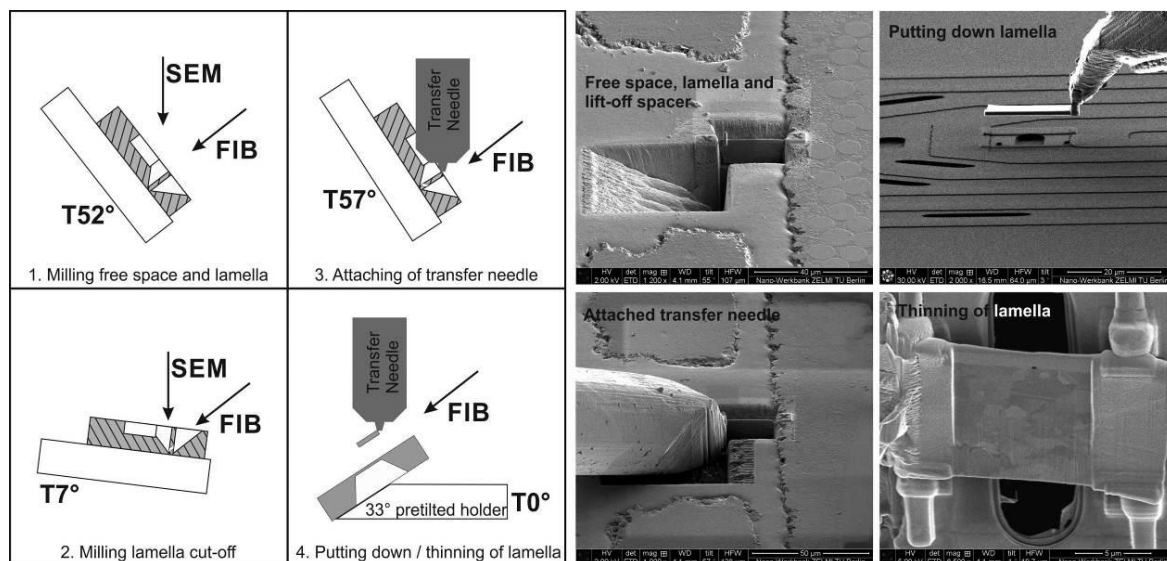 SEM
FIB
T52°
1. Milling free space and lamella
Transfer
Needle
FIB
T57°
3. Attaching of transfer needle
SEM
FIB
T7°
2. Milling lamella cut-off
Transfer
Needle
FIB
33° pretilted holder
T0°
4. Putting down / thinning of lamella
Free space, lamella and
lift-off spacer
HV det mag WD tilt HFW 40 µm
2.00 kV ETD 1 200 x 4.1 mm 55 ° 107 µm Nano-Werkbank ZELMI TU Berlin
Putting down lamella
HV det mag WD HFW tilt 20 µm
30.00 kV ETD 2 000 x 16.5 mm 64.0 µm 3 ° Nano-Werkbank ZELMI TU Berlin
Attached transfer needle
HV det mag WD tilt HFW 50 µm
Nano-Werkbank ZELMI TU Berlin
Thinning of lamella
HV det mag WD HFW 5 µm
Nano-Werkbank ZELMI TU Berlin